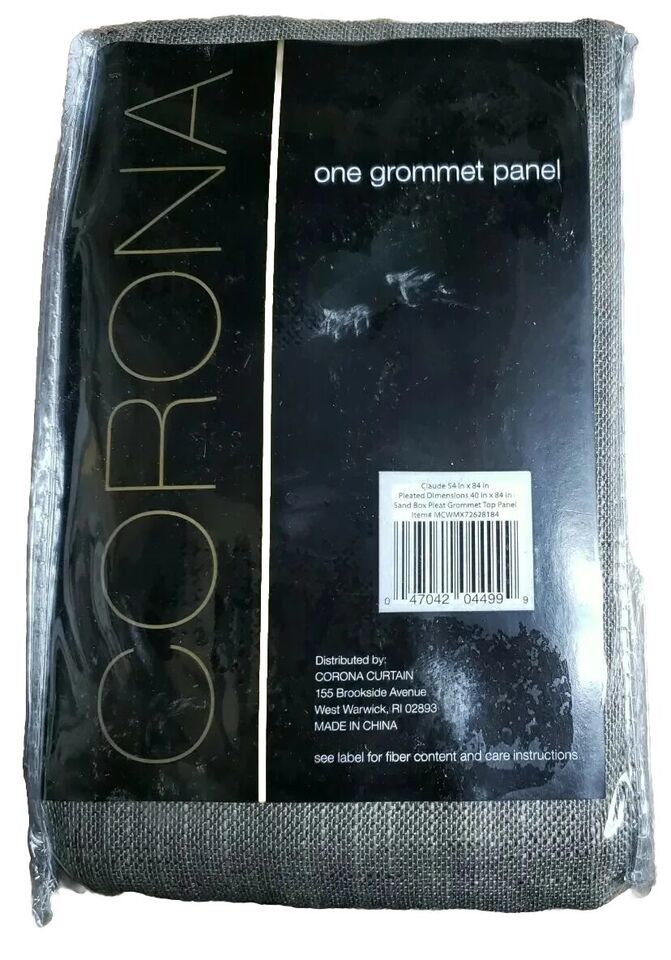 CORONA
one grommet panel
Claude 54 in x 84 in
Pleated Dimensions 40 in x 84 in
Sand Box Pleat Grommet Top Panel
Item# MCWMX72628184
0 47042 04499 9
Distributed by:
CORONA CURTAIN
155 Brookside Avenue
West Warwick, RI 02893
MADE IN CHINA
see label for fiber content and care instructions